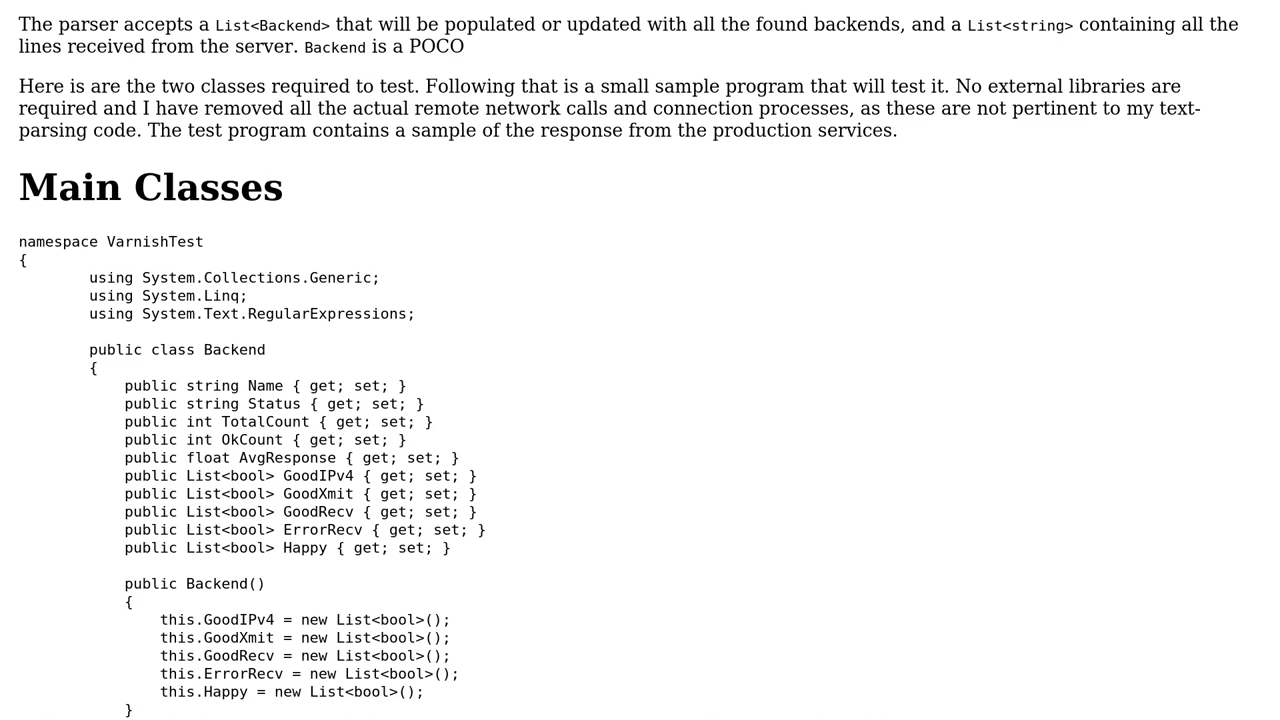 The parser accepts a List<Backend> that will be populated or updated with all the found backends, and a List<string> containing all the
lines received from the server. Backend is a POCO
Here is are the two classes required to test. Following that is a small sample program that will test it. No external libraries are
required and I have removed all the actual remote network calls and connection processes, as these are not pertinent to my text-
parsing code. The test program contains a sample of the response from the production services.
Main Classes
namespace VarnishTest
{
        using System.Collections.Generic;
        using System.Linq;
        using System.Text.RegularExpressions;
        public class Backend
        {
            public string Name { get; set; }
            public string Status { get; set; }
            public int TotalCount { get; set; }
            public int OkCount { get; set; }
            public float AvgResponse { get; set; }
            public List<bool> GoodIPv4 { get; set; }
            public List<bool> GoodXmit { get; set; }
            public List<bool> GoodRecv { get; set; }
            public List<bool> ErrorRecv { get; set; }
            public List<bool> Happy { get; set; }
            public Backend()
            {
                this.GoodIPv4 = new List<bool>();
                this.GoodXmit = new List<bool>();
                this.GoodRecv = new List<bool>();
                this.ErrorRecv = new List<bool>();
                this.Happy = new List<bool>();
            }